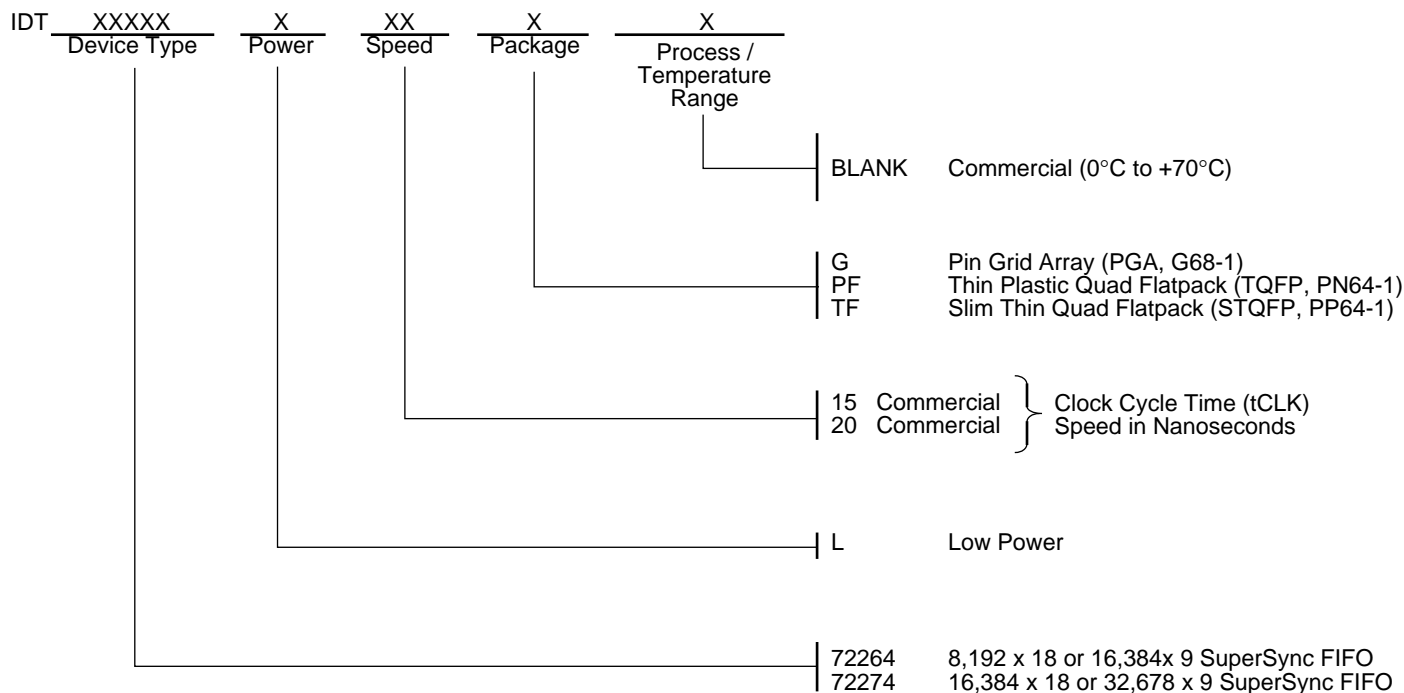 IDT XXXXX X XX X X
Device Type Power Speed Package Process /
Temperature
Range
BLANK Commercial (0°C to +70°C)
G Pin Grid Array (PGA, G68-1)
PF Thin Plastic Quad Flatpack (TQFP, PN64-1)
TF Slim Thin Quad Flatpack (STQFP, PP64-1)
15 Commercial Clock Cycle Time (tCLK)
20 Commercial Speed in Nanoseconds
L Low Power
72264 8,192 x 18 or 16,384x 9 SuperSync FIFO
72274 16,384 x 18 or 32,678 x 9 SuperSync FIFO